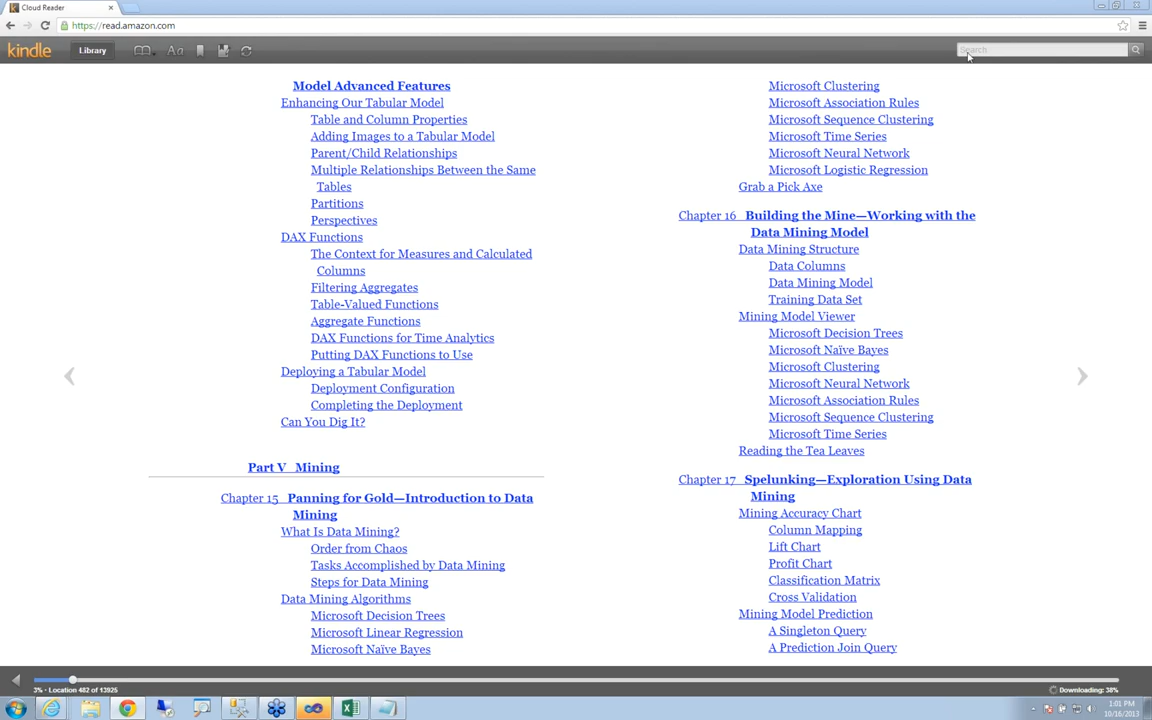 Cloud Reader
https://read.amazon.com
kindle
Library
Aa
Search
Model Advanced Features
Enhancing Our Tabular Model
Table and Column Properties
Adding Images to a Tabular Model
Parent/Child Relationships
Multiple Relationships Between the Same
Tables
Partitions
Perspectives
DAX Functions
The Context for Measures and Calculated
Columns
Filtering Aggregates
Table-Valued Functions
Aggregate Functions
DAX Functions for Time Analytics
Putting DAX Functions to Use
Deploying a Tabular Model
Deployment Configuration
Completing the Deployment
Can You Dig It?
Part V Mining
Chapter 15 Panning for Gold—Introduction to Data
Mining
What Is Data Mining?
Order from Chaos
Tasks Accomplished by Data Mining
Steps for Data Mining
Data Mining Algorithms
Microsoft Decision Trees
Microsoft Linear Regression
Microsoft Naïve Bayes
Microsoft Clustering
Microsoft Association Rules
Microsoft Sequence Clustering
Microsoft Time Series
Microsoft Neural Network
Microsoft Logistic Regression
Grab a Pick Axe
Chapter 16 Building the Mine—Working with the
Data Mining Model
Data Mining Structure
Data Columns
Data Mining Model
Training Data Set
Mining Model Viewer
Microsoft Decision Trees
Microsoft Naïve Bayes
Microsoft Clustering
Microsoft Neural Network
Microsoft Association Rules
Microsoft Sequence Clustering
Microsoft Time Series
Reading the Tea Leaves
Chapter 17 Spelunking—Exploration Using Data
Mining
Mining Accuracy Chart
Column Mapping
Lift Chart
Profit Chart
Classification Matrix
Cross Validation
Mining Model Prediction
A Singleton Query
A Prediction Join Query
3% · Location 482 of 13925
Downloading: 38%
1:01 PM
10/16/2013